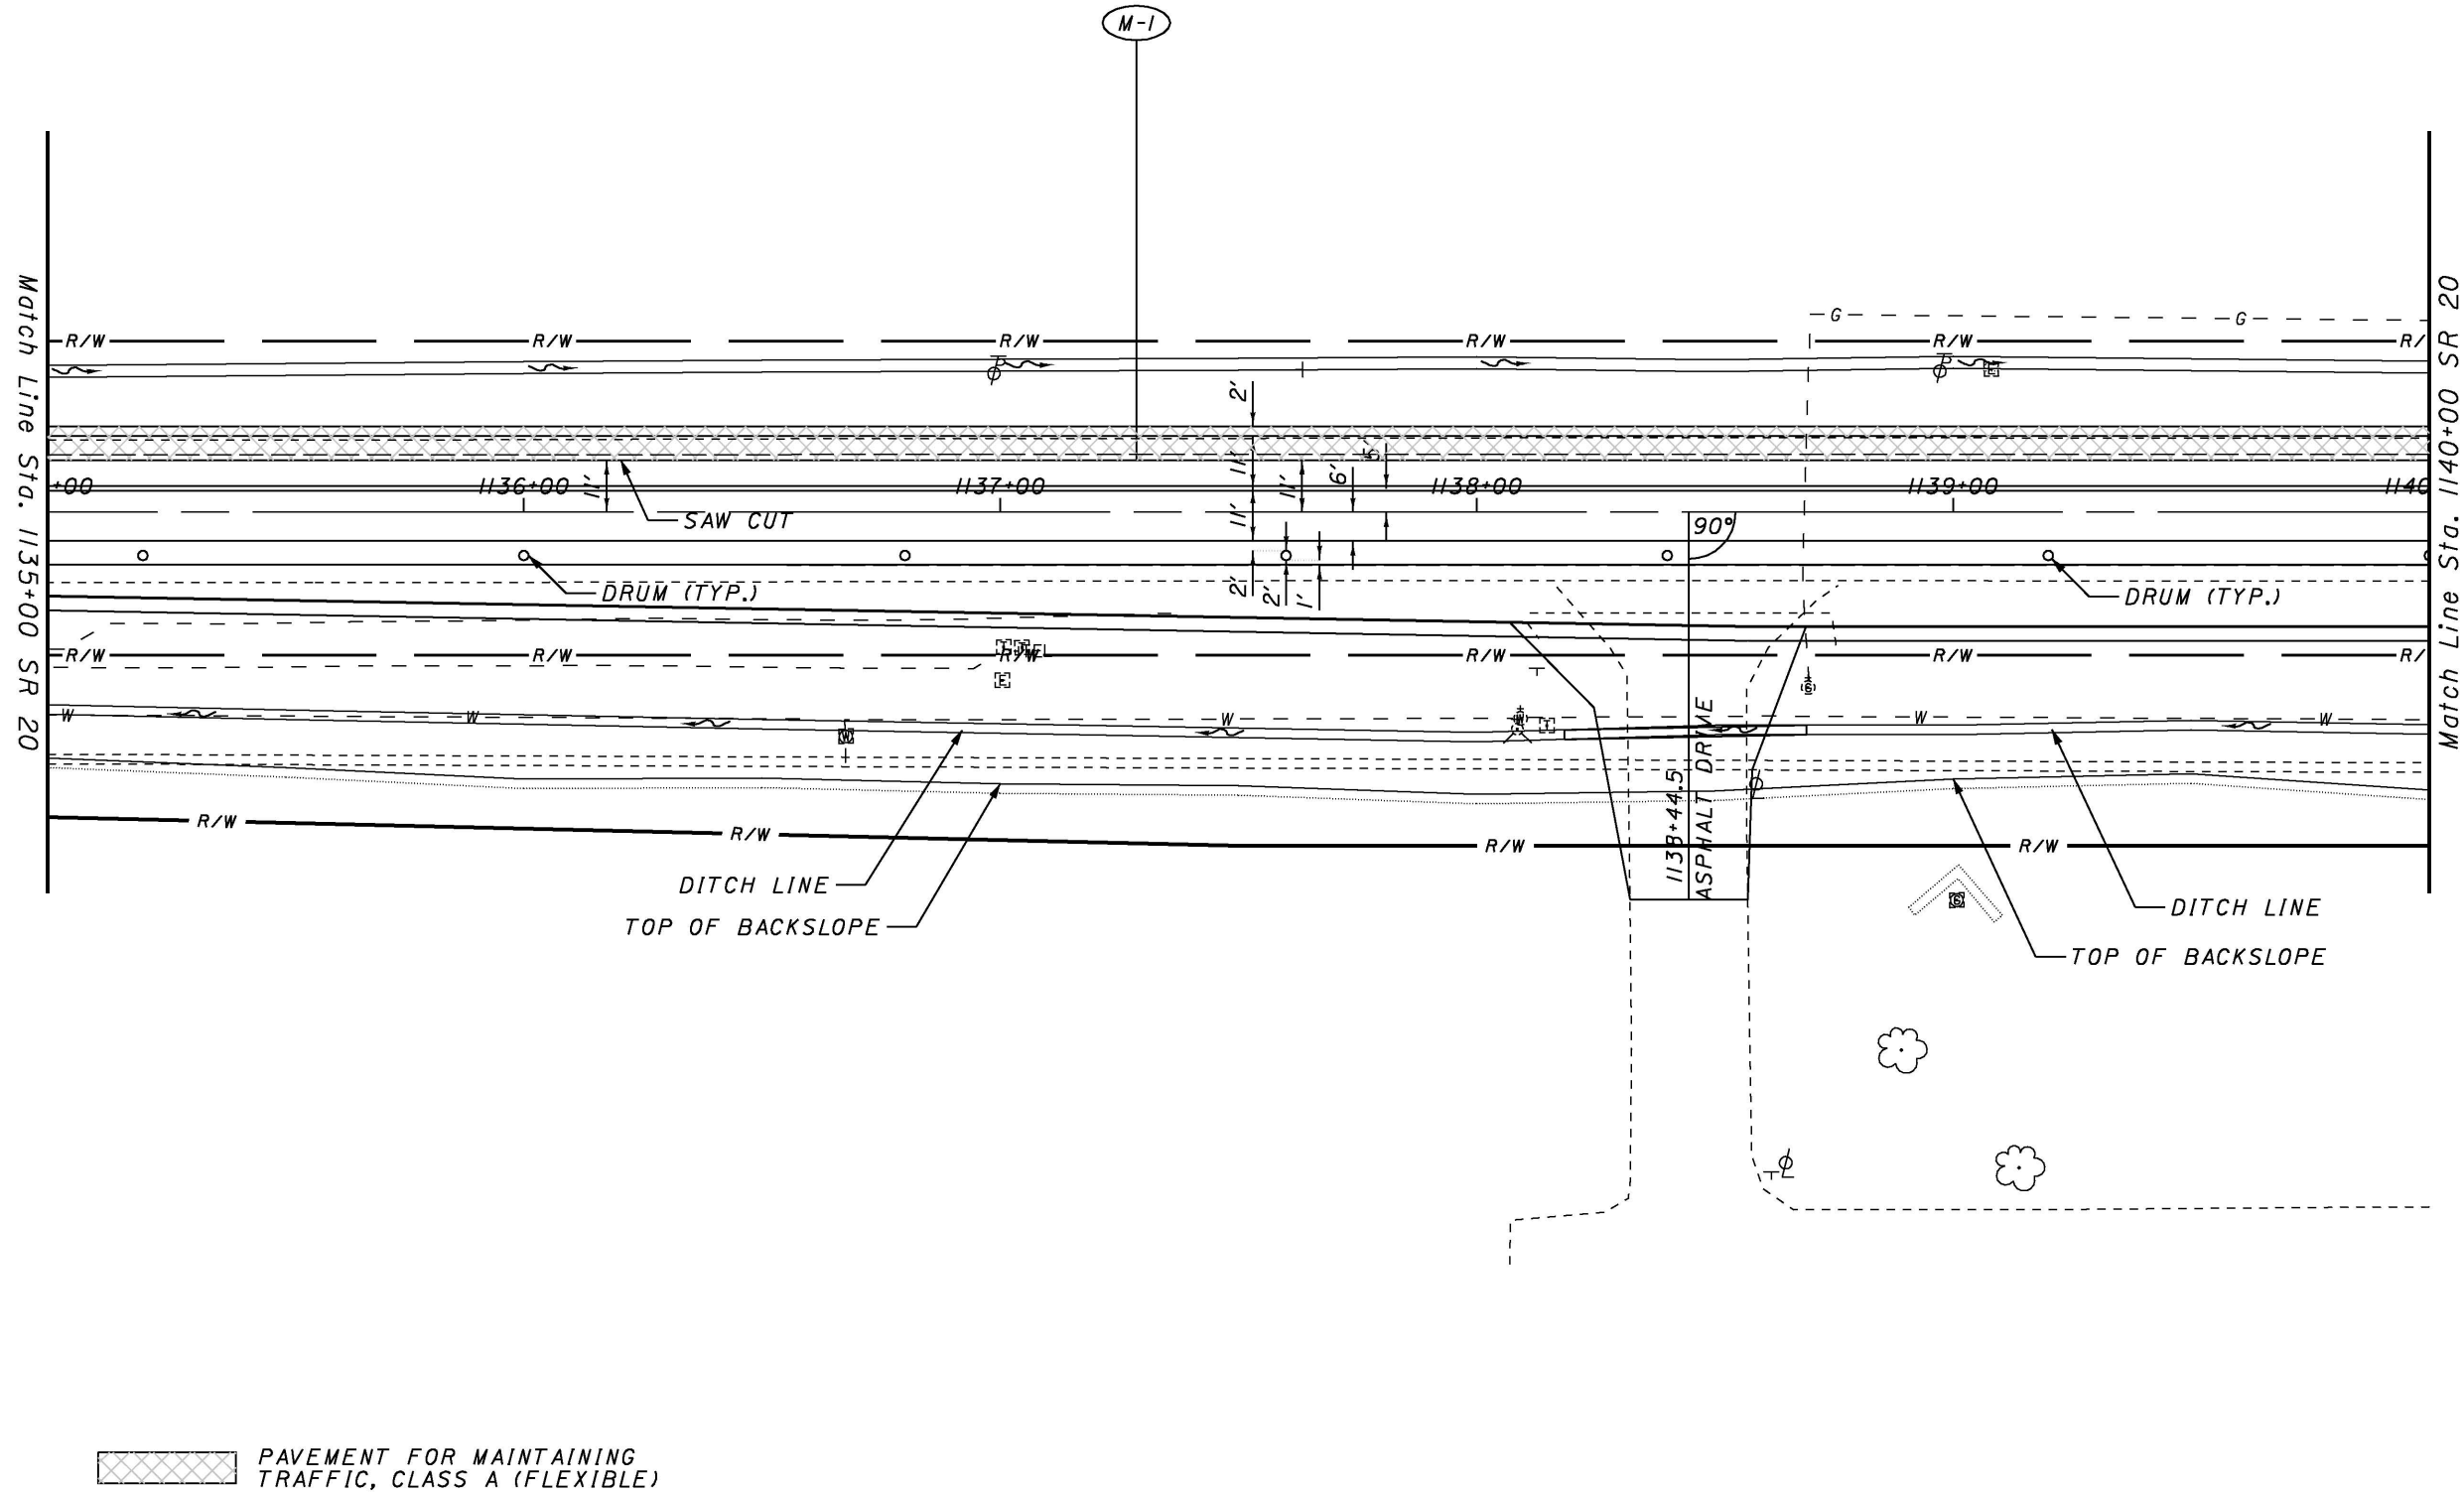 M-1
Match Line Sta. 1135+00 SR 20
Match Line Sta. 1140+00 SR 20
G
G
R/W
R/W
R/W
R/W
R/W
R/
E
2'
11'
11'
6'
5'
+00
1136+00
11'
1137+00
1138+00
1139+00
1140
SAW CUT
11'
90°
DRUM (TYP.)
2'
2'
1'
DRUM (TYP.)
R/W
R/W
R/W
R/W
R/W
R/
E
G
W
W
W
W
W
W
T
1138+44.5
ASPHALT DRIVE
R/W
R/W
R/W
R/W
DITCH LINE
TOP OF BACKSLOPE
G
DITCH LINE
TOP OF BACKSLOPE
PAVEMENT FOR MAINTAINING
TRAFFIC, CLASS A (FLEXIBLE)